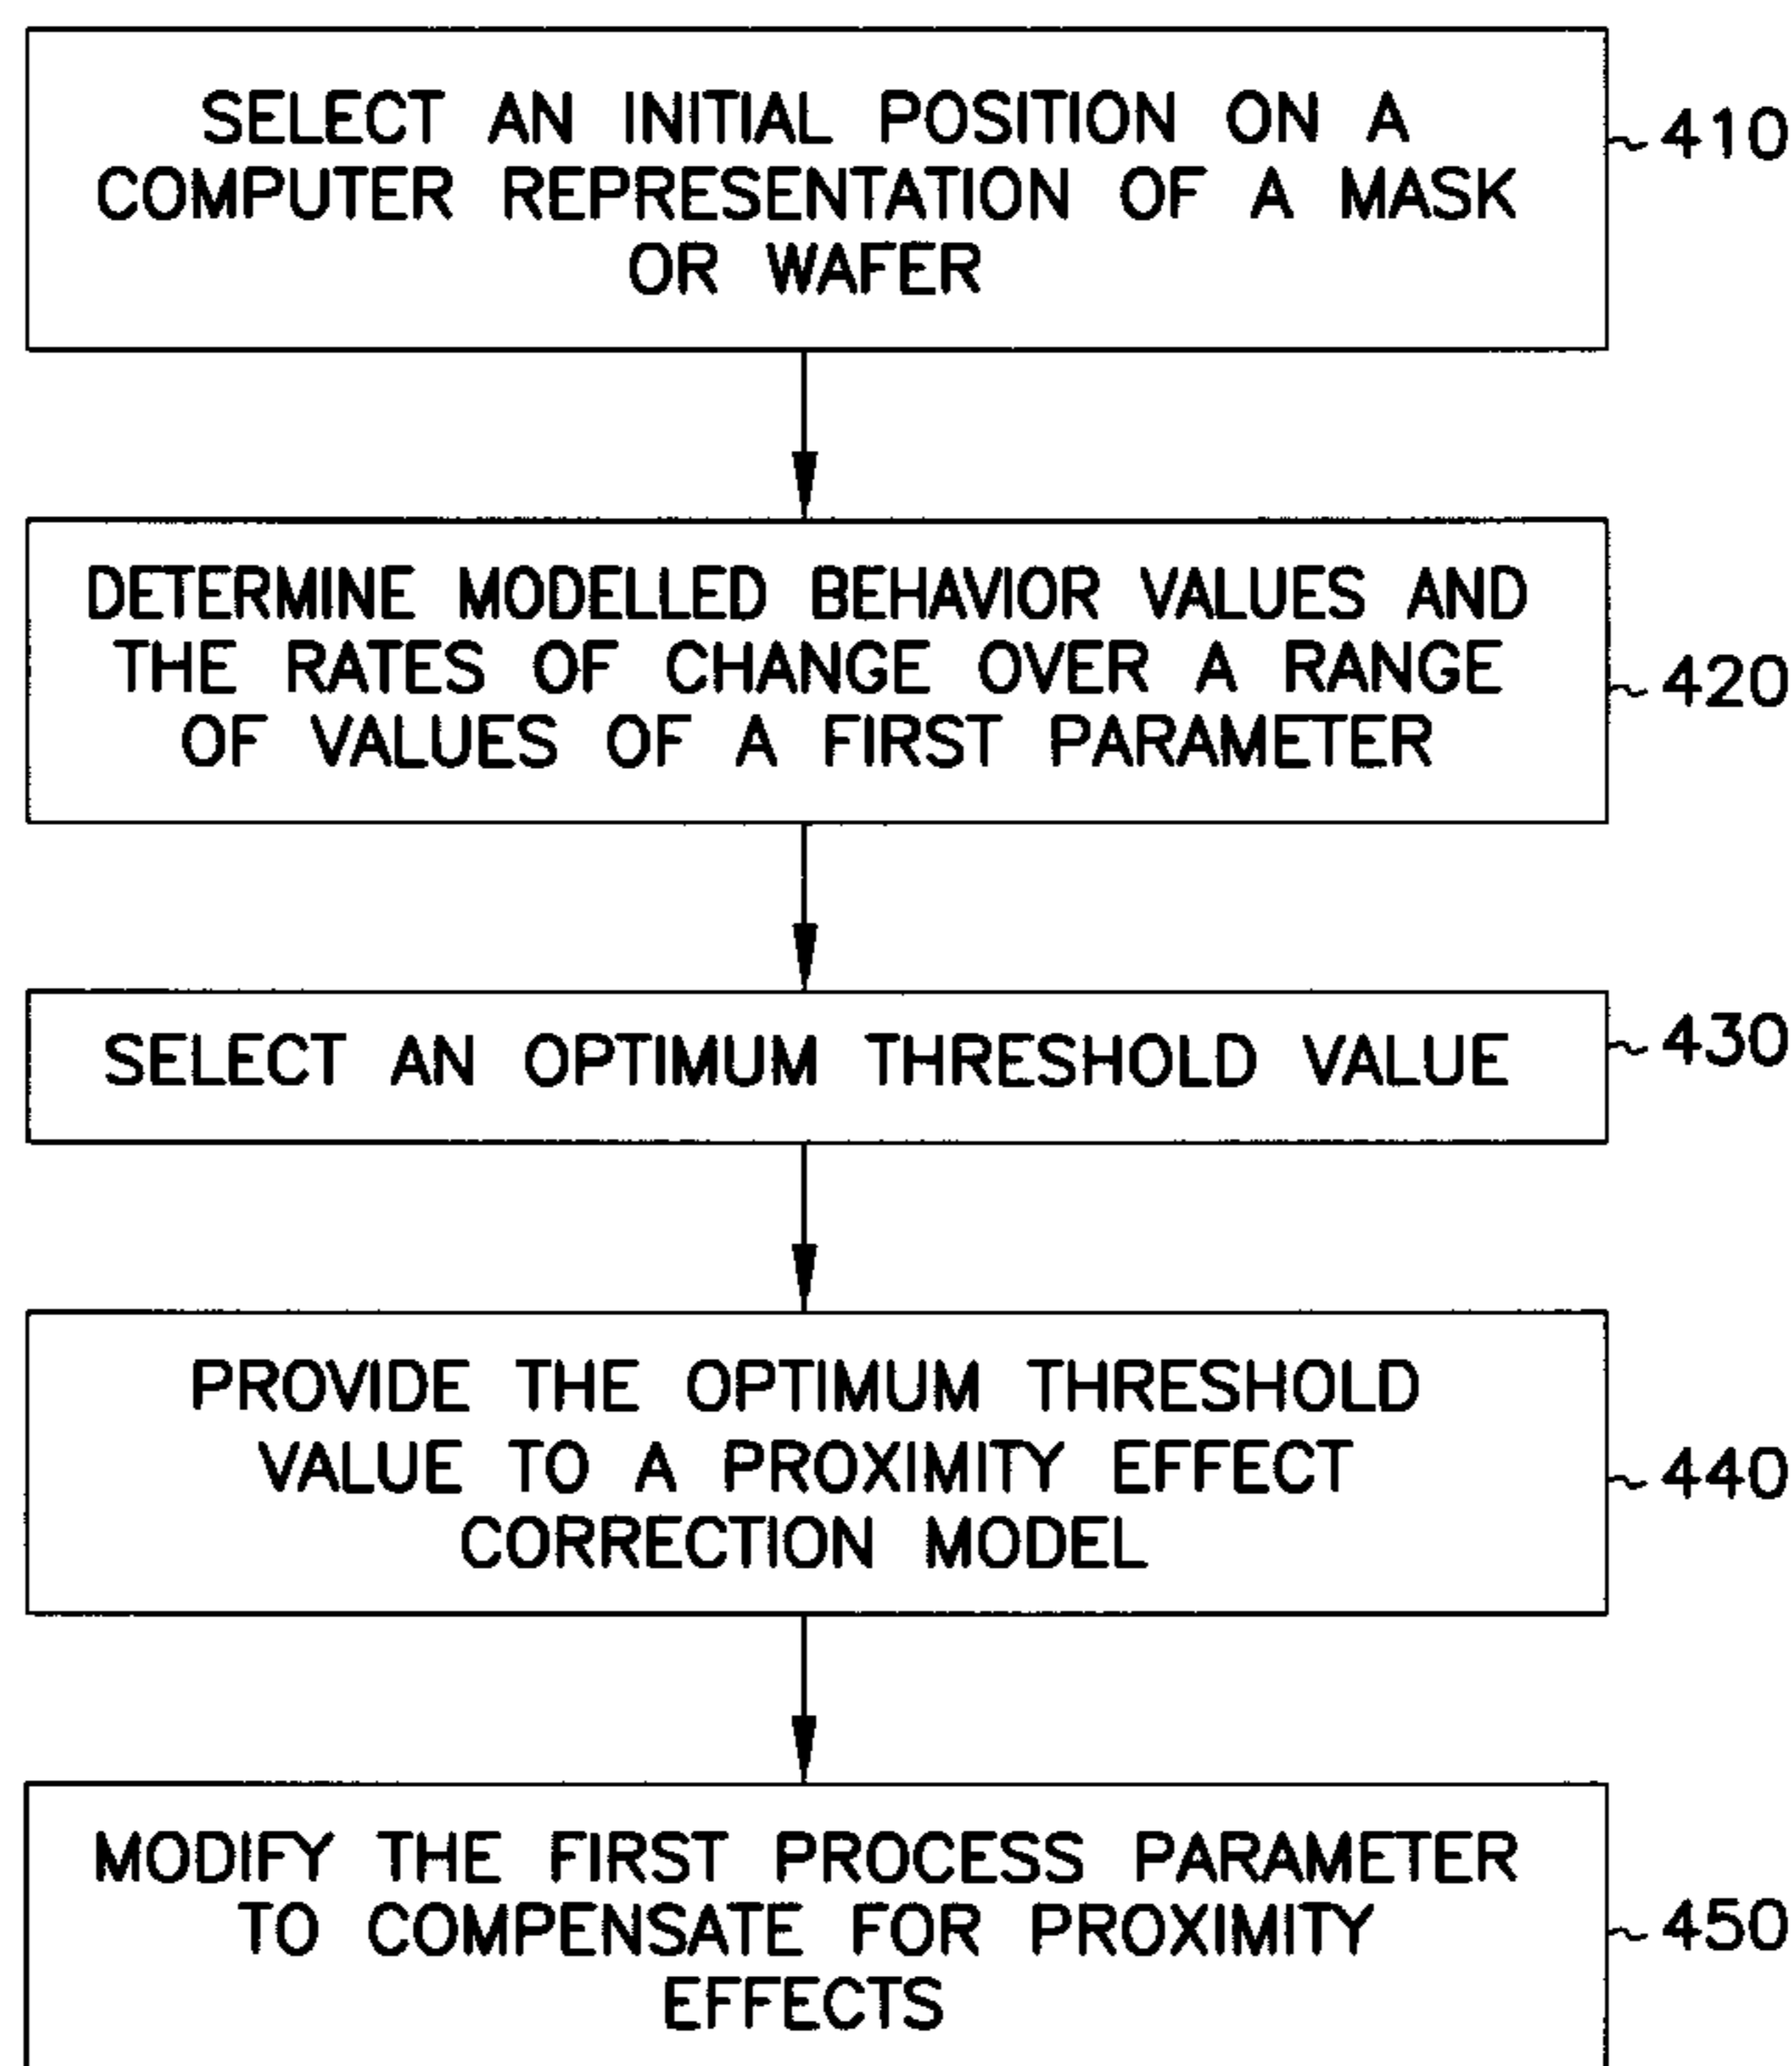 SELECT AN INITIAL POSITION ON A
COMPUTER REPRESENTATION OF A MASK
OR WAFER
410
DETERMINE MODELLED BEHAVIOR VALUES AND
THE RATES OF CHANGE OVER A RANGE
OF VALUES OF A FIRST PARAMETER
420
SELECT AN OPTIMUM THRESHOLD VALUE
430
PROVIDE THE OPTIMUM THRESHOLD
VALUE TO A PROXIMITY EFFECT
CORRECTION MODEL
440
MODIFY THE FIRST PROCESS PARAMETER
TO COMPENSATE FOR PROXIMITY
EFFECTS
450